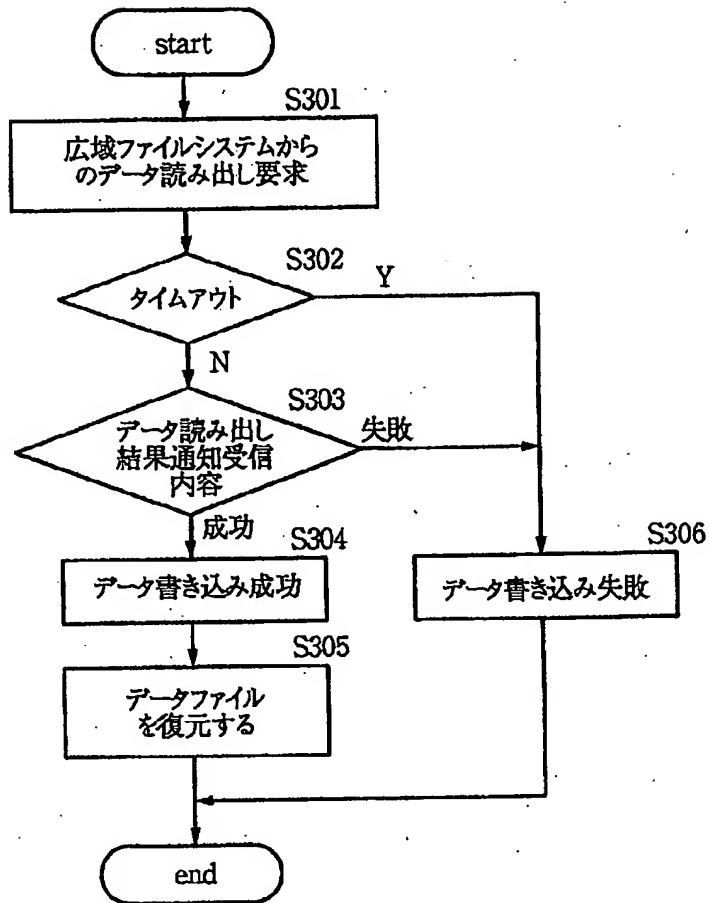 start
S301
広域ファイルシステムから
のデータ読み出し要求
S302
タイムアウト
Y
N
S303
データ読み出し
結果通知受信
内容
失敗
成功
S304
データ書き込み成功
S306
データ書き込み失敗
S305
データファイル
を復元する
end